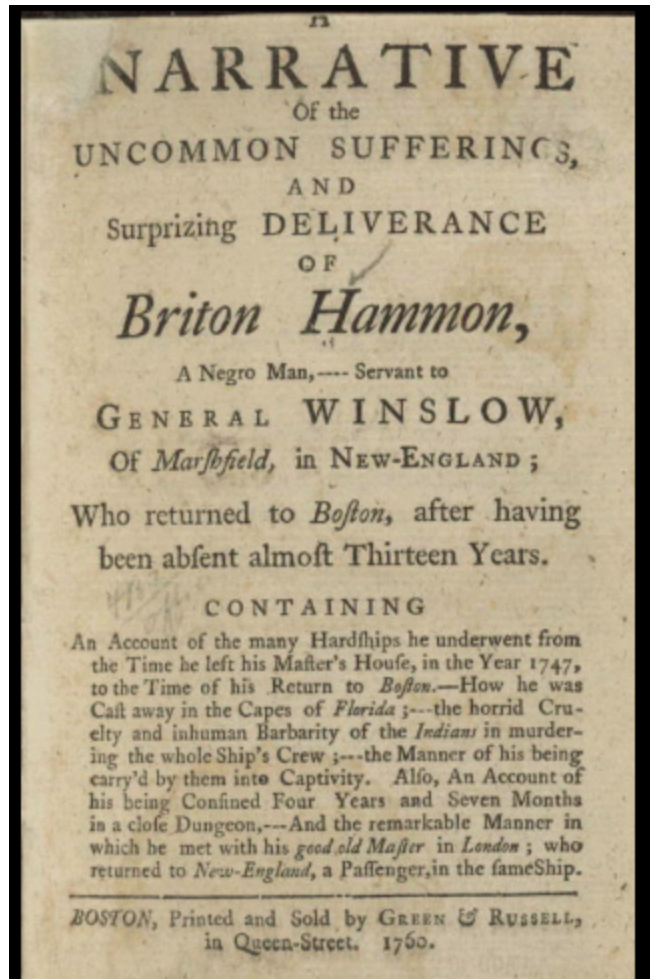 A
NARRATIVE
Of the
UNCOMMON SUFFERINGS,
AND
Surprizing DELIVERANCE
OF
Briton Hammon,
A Negro Man,---- Servant to
GENERAL WINSLOW,
Of Marſhfield, in NEW-ENGLAND ;
Who returned to Boſton, after having
been abſent almoſt Thirteen Years.
CONTAINING
An Account of the many Hardſhips he underwent from
the Time he left his Maſter's Houſe, in the Year 1747,
to the Time of his Return to Boſton.—How he was
Caſt away in the Capes of Florida ;---the horrid Cru-
elty and inhuman Barbarity of the Indians in murder-
ing the whole Ship's Crew ;---the Manner of his being
carry'd by them into Captivity. Alſo, An Account of
his being Confined Four Years and Seven Months
in a cloſe Dungeon,---And the remarkable Manner in
which he met with his good old Maſter in London ; who
returned to New-England, a Paſſenger,in the ſameShip.
BOSTON, Printed and Sold by GREEN & RUSSELL,
in Queen-Street. 1760.